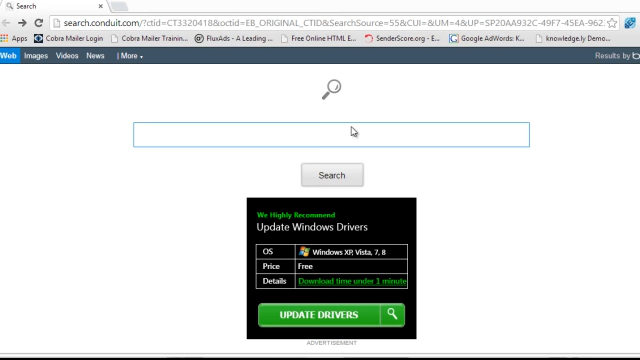 Search
search.conduit.com/?ctid=CT3320418&octid=EB_ORIGINAL_CTID&SearchSource=55&CUI=&UM=4&UP=SP20AA932C-49F7-45EA-962
Apps Cobra Mailer Login Cobra Mailer Trainin... FluxAds - A Leading ... Free Online HTML E... SenderScore.org - E... Google AdWords: K... knowledge.ly Demo...
Web Images Videos News | More Results by
Search
We Highly Recommend
Update Windows Drivers
OS Windows XP, Vista, 7, 8
Price Free
Details Download time under 1 minute
UPDATE DRIVERS
ADVERTISEMENT